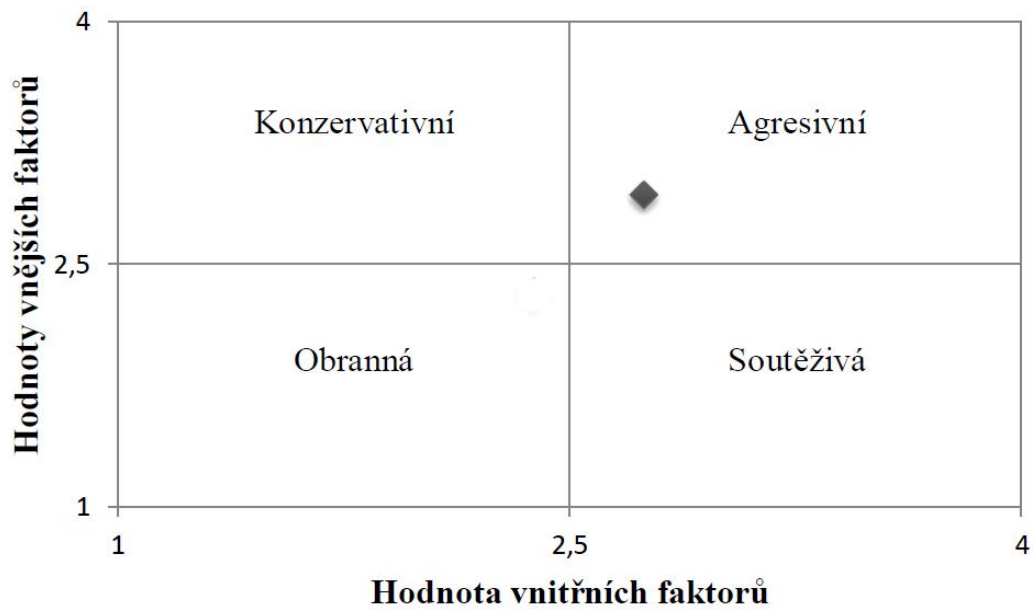 4
Konzervativní
Agresivní
Hodnoty vnějších faktorů
2,5
Obranná
Soutěživá
1
1
2,5
4
Hodnota vnitřních faktorů